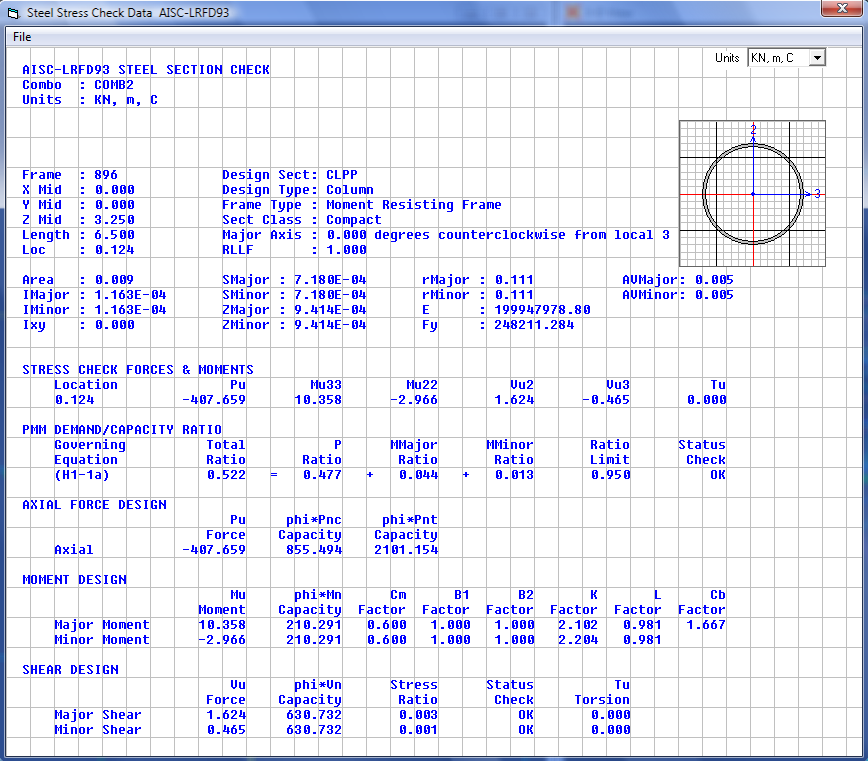 Steel Stress Check Data AISC-LRFD93
File
Units KN, m, C
AISC-LRFD93 STEEL SECTION CHECK
Combo : COMB2
Units : KN, m, C
2
3
Frame : 896 Design Sect: CLPP
X Mid : 0.000 Design Type: Column
Y Mid : 0.000 Frame Type : Moment Resisting Frame
Z Mid : 3.250 Sect Class : Compact
Length : 6.500 Major Axis : 0.000 degrees counterclockwise from local 3
Loc : 0.124 RLLF : 1.000
Area : 0.009 SMajor : 7.180E-04 rMajor : 0.111 AVMajor: 0.005
IMajor : 1.163E-04 SMinor : 7.180E-04 rMinor : 0.111 AVMinor: 0.005
IMinor : 1.163E-04 ZMajor : 9.414E-04 E : 199947978.80
Ixy : 0.000 ZMinor : 9.414E-04 Fy : 248211.284
STRESS CHECK FORCES & MOMENTS
Location Pu Mu33 Mu22 Vu2 Vu3 Tu
0.124 -407.659 10.358 -2.966 1.624 -0.465 0.000
PMM DEMAND/CAPACITY RATIO
Governing Total P MMajor MMinor Ratio Status
Equation Ratio Ratio Ratio Ratio Limit Check
(H1-1a) 0.522 = 0.477 + 0.044 + 0.013 0.950 OK
AXIAL FORCE DESIGN
Pu phi*Pnc phi*Pnt
Force Capacity Capacity
Axial -407.659 855.494 2101.154
MOMENT DESIGN
Mu phi*Mn Cm B1 B2 K L Cb
Moment Capacity Factor Factor Factor Factor Factor Factor
Major Moment 10.358 210.291 0.600 1.000 1.000 2.102 0.981 1.667
Minor Moment -2.966 210.291 0.600 1.000 1.000 2.204 0.981
SHEAR DESIGN
Vu phi*Vn Stress Status Tu
Force Capacity Ratio Check Torsion
Major Shear 1.624 630.732 0.003 OK 0.000
Minor Shear 0.465 630.732 0.001 OK 0.000